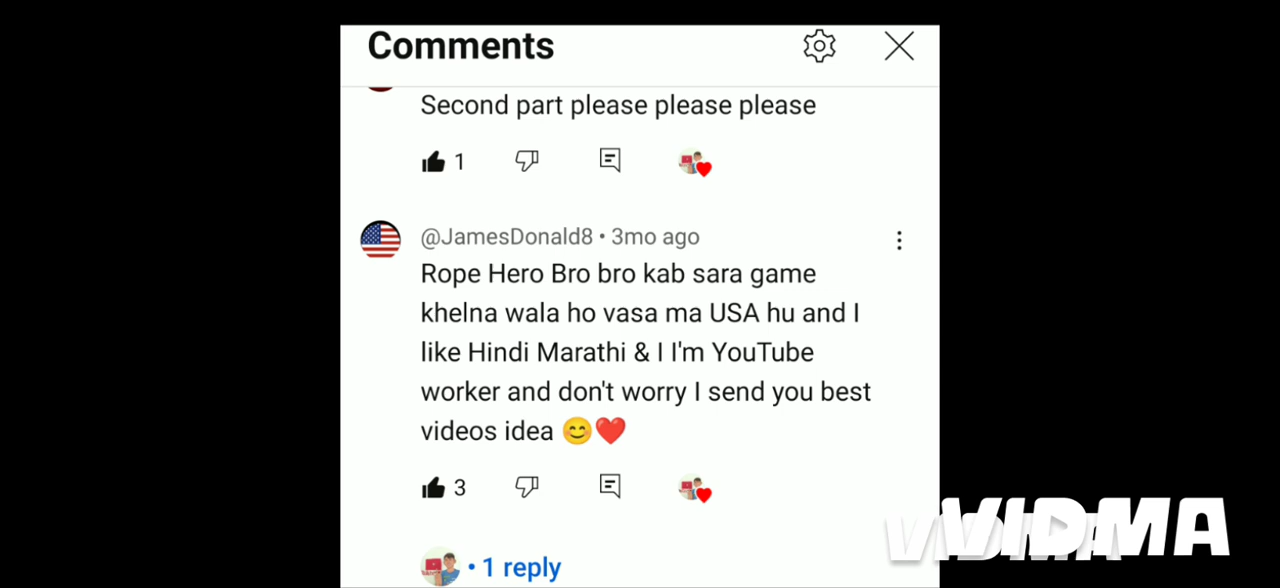 Comments
Second part please please please
1
@JamesDonald8 • 3mo ago
Rope Hero Bro bro kab sara game
khelna wala ho vasa ma USA hu and I
like Hindi Marathi & I I'm YouTube
worker and don't worry I send you best
videos idea 😊❤️
3
• 1 reply
VIDMA